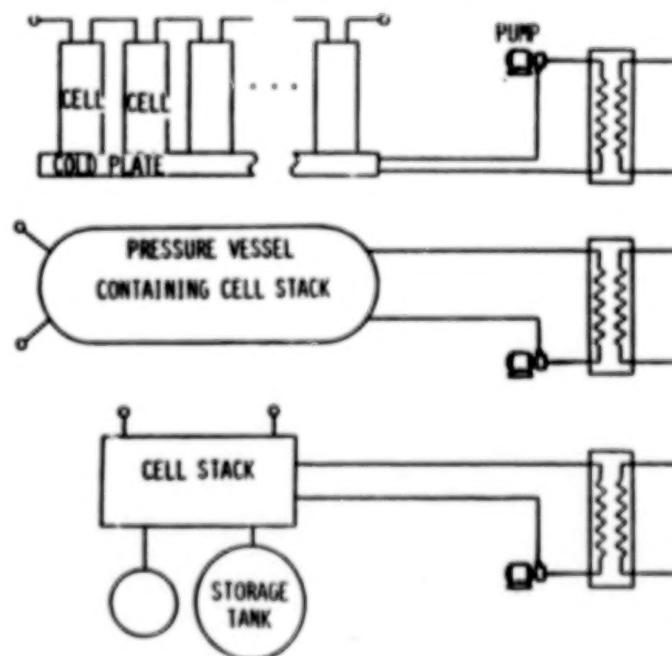 PUMP
CELL CELL
COLD PLATE
PRESSURE VESSEL
CONTAINING CELL STACK
CELL STACK
STORAGE
TANK